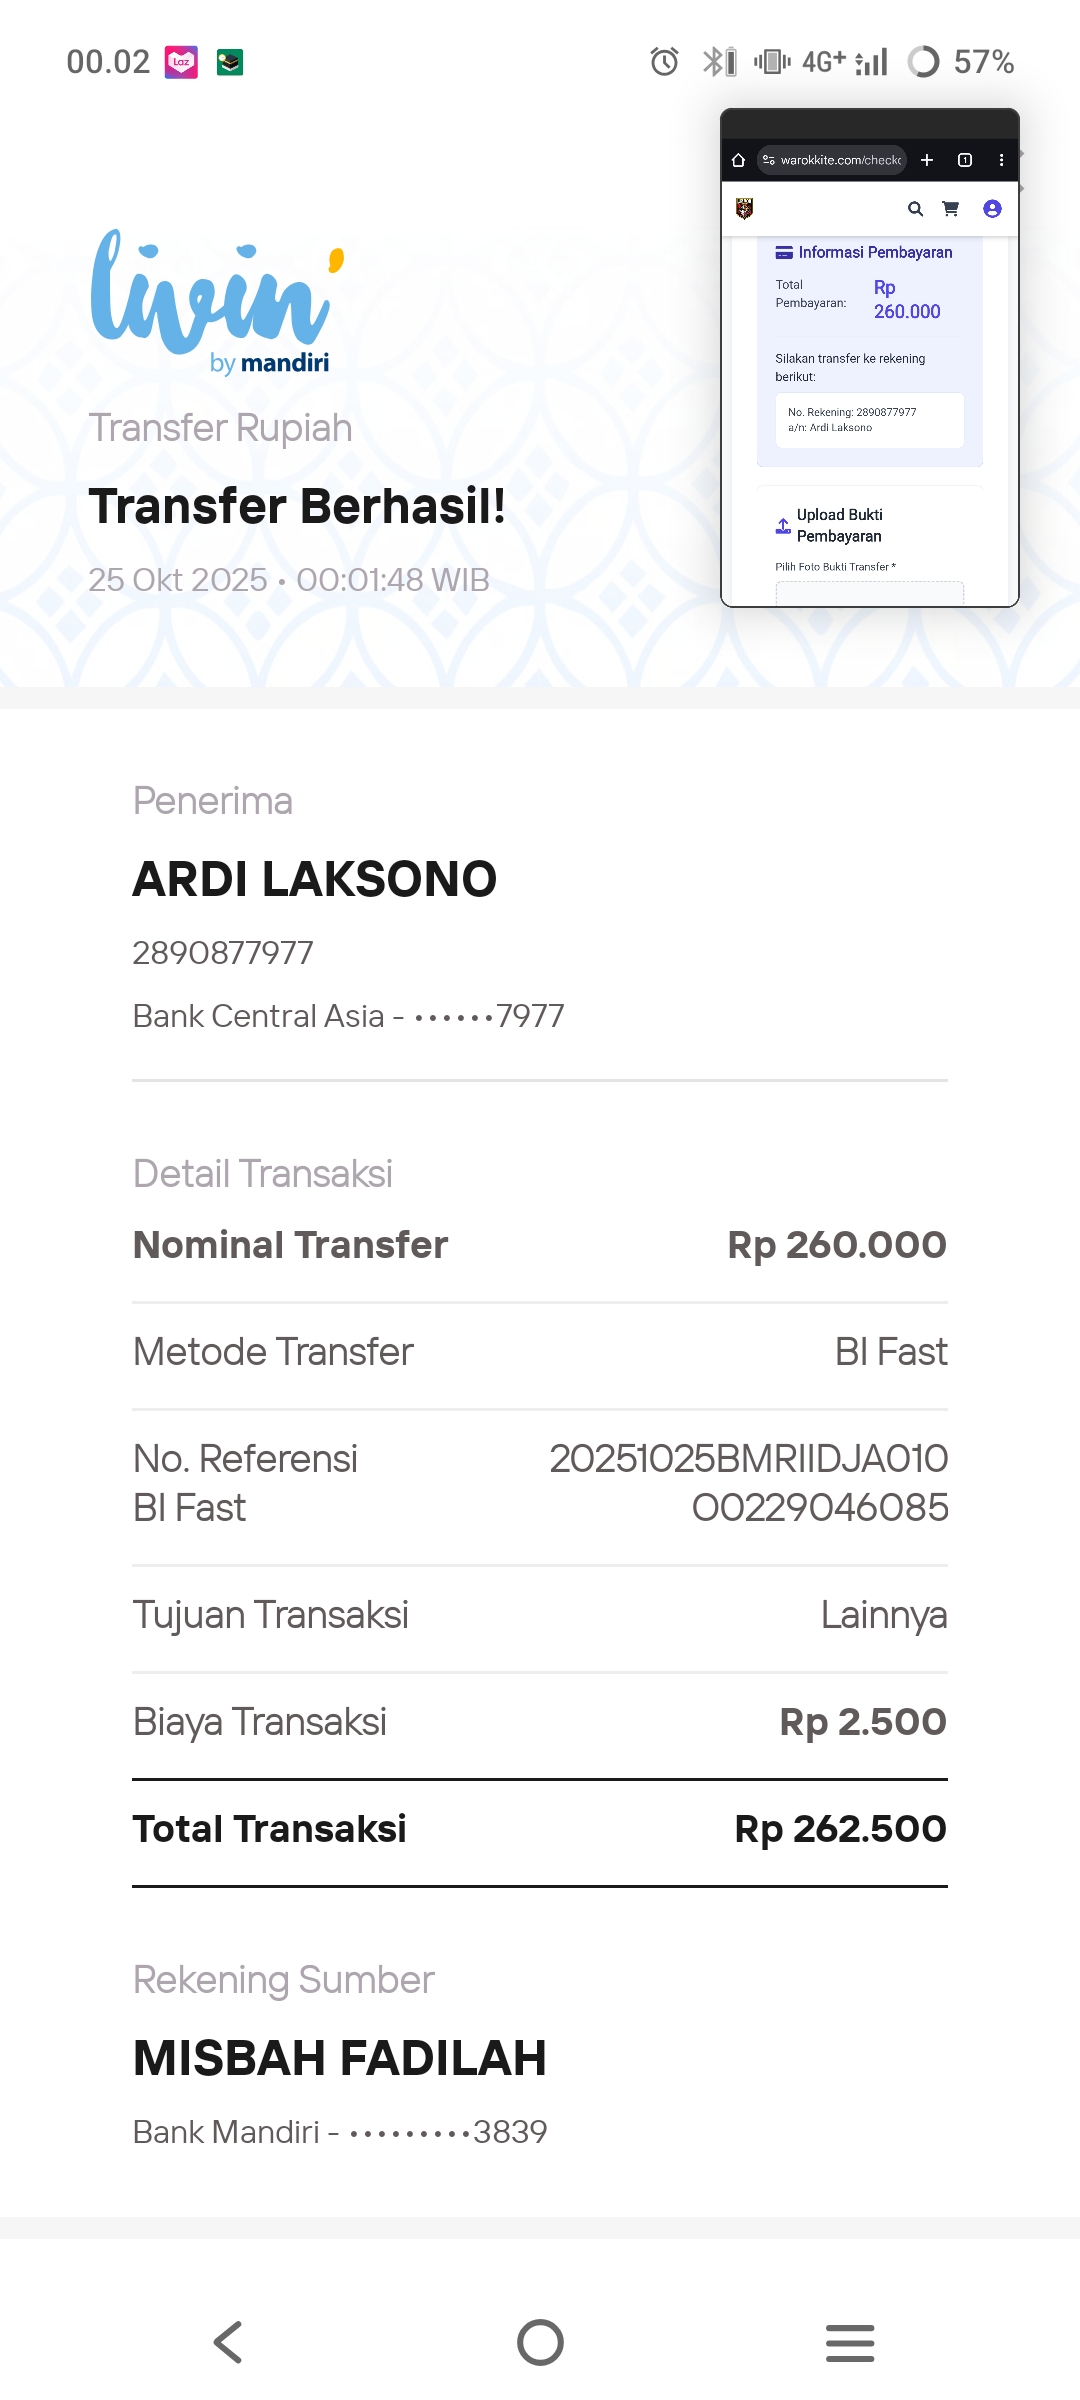 00.02
Laz
4G+
57%
warokkite.com/checko
1
Informasi Pembayaran
Total
Pembayaran:
Rp
260.000
Silakan transfer ke rekening
berikut:
No. Rekening: 2890877977
a/n: Ardi Laksono
Upload Bukti
Pembayaran
Pilih Foto Bukti Transfer *
livin'
by mandiri
Transfer Rupiah
Transfer Berhasil!
25 Okt 2025 • 00:01:48 WIB
Penerima
ARDI LAKSONO
2890877977
Bank Central Asia - ••••••7977
Detail Transaksi
Nominal Transfer Rp 260.000
Metode Transfer BI Fast
No. Referensi 20251025BMRIIDJA010
BI Fast O0229046085
Tujuan Transaksi Lainnya
Biaya Transaksi Rp 2.500
Total Transaksi Rp 262.500
Rekening Sumber
MISBAH FADILAH
Bank Mandiri - •••••••••3839